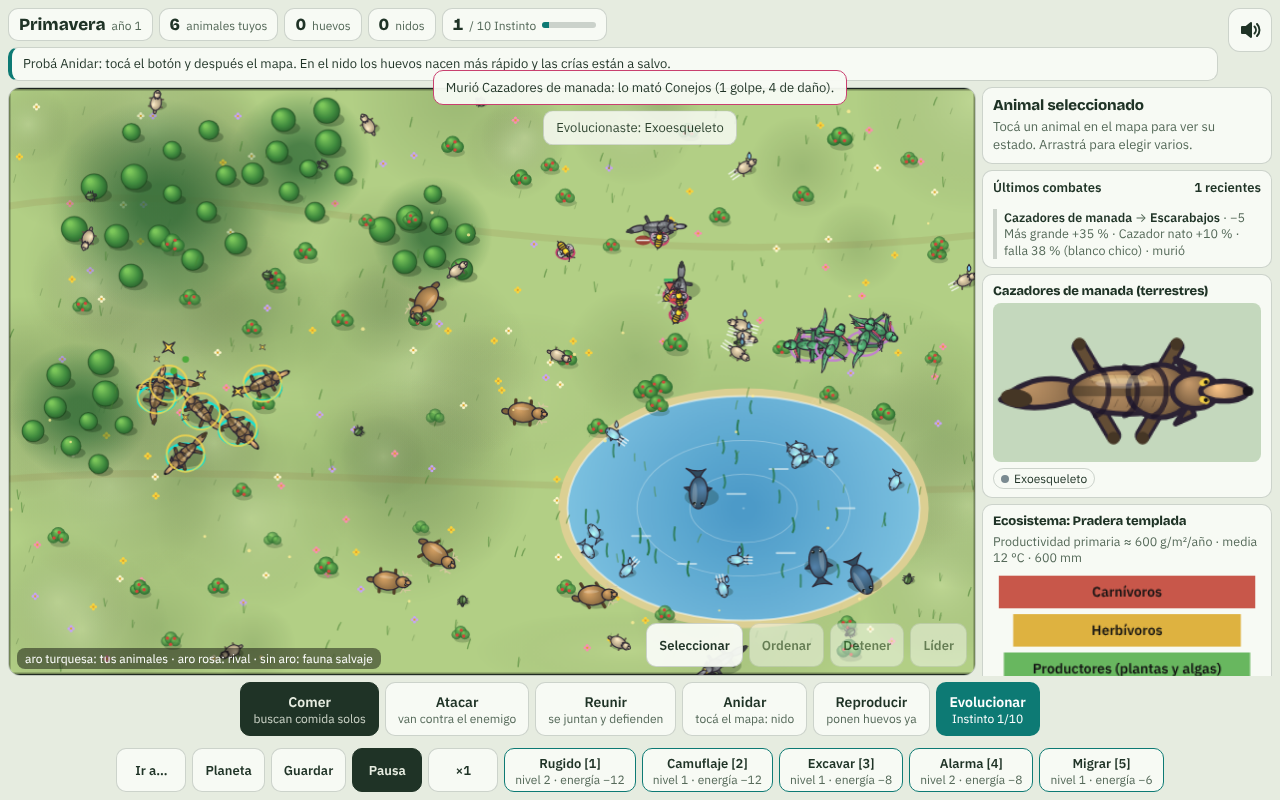 Primavera año 1
6 animales tuyos
0 huevos
0 nidos
1 / 10 Instinto
Probá Anidar: tocá el botón y después el mapa. En el nido los huevos nacen más rápido y las crías están a salvo.
Murió Cazadores de manada: lo mató Conejos (1 golpe, 4 de daño).
Evolucionaste: Exoesqueleto
Animal seleccionado
Tocá un animal en el mapa para ver su
estado. Arrastrá para elegir varios.
Últimos combates 1 recientes
Cazadores de manada → Escarabajos · −5
Más grande +35 % · Cazador nato +10 % ·
falla 38 % (blanco chico) · murió
Cazadores de manada (terrestres)
Exoesqueleto
Ecosistema: Pradera templada
Productividad primaria ≈ 600 g/m²/año · media
12 °C · 600 mm
Carnívoros
Herbívoros
Productores (plantas y algas)
aro turquesa: tus animales · aro rosa: rival · sin aro: fauna salvaje
Seleccionar
Ordenar
Detener
Líder
Comer
buscan comida solos
Atacar
van contra el enemigo
Reunir
se juntan y defienden
Anidar
tocá el mapa: nido
Reproducir
ponen huevos ya
Evolucionar
Instinto 1/10
Ir a...
Planeta
Guardar
Pausa
×1
Rugido [1]
nivel 2 · energía −12
Camuflaje [2]
nivel 1 · energía −12
Excavar [3]
nivel 1 · energía −8
Alarma [4]
nivel 2 · energía −8
Migrar [5]
nivel 1 · energía −6